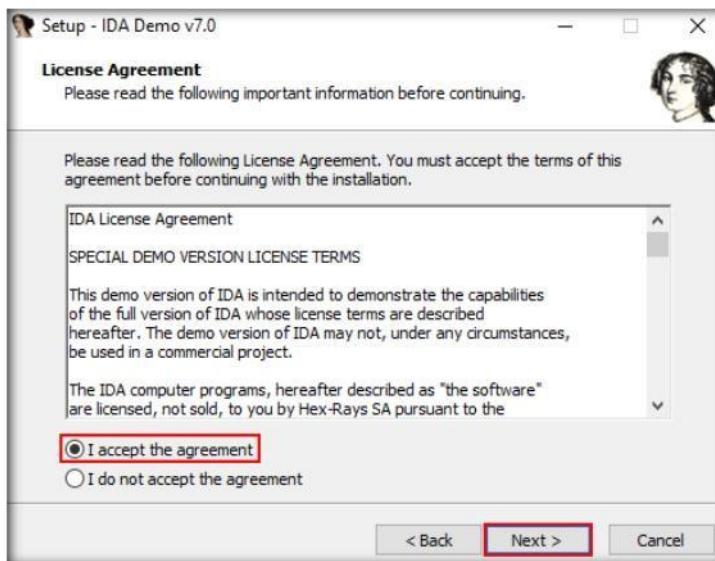 Setup - IDA Demo v7.0
License Agreement
Please read the following important information before continuing.
Please read the following License Agreement. You must accept the terms of this
agreement before continuing with the installation.
IDA License Agreement
SPECIAL DEMO VERSION LICENSE TERMS
This demo version of IDA is intended to demonstrate the capabilities
of the full version of IDA whose license terms are described
hereafter. The demo version of IDA may not, under any circumstances,
be used in a commercial project.
The IDA computer programs, hereafter described as "the software"
are licensed, not sold, to you by Hex-Rays SA pursuant to the
I accept the agreement
I do not accept the agreement
< Back Next > Cancel